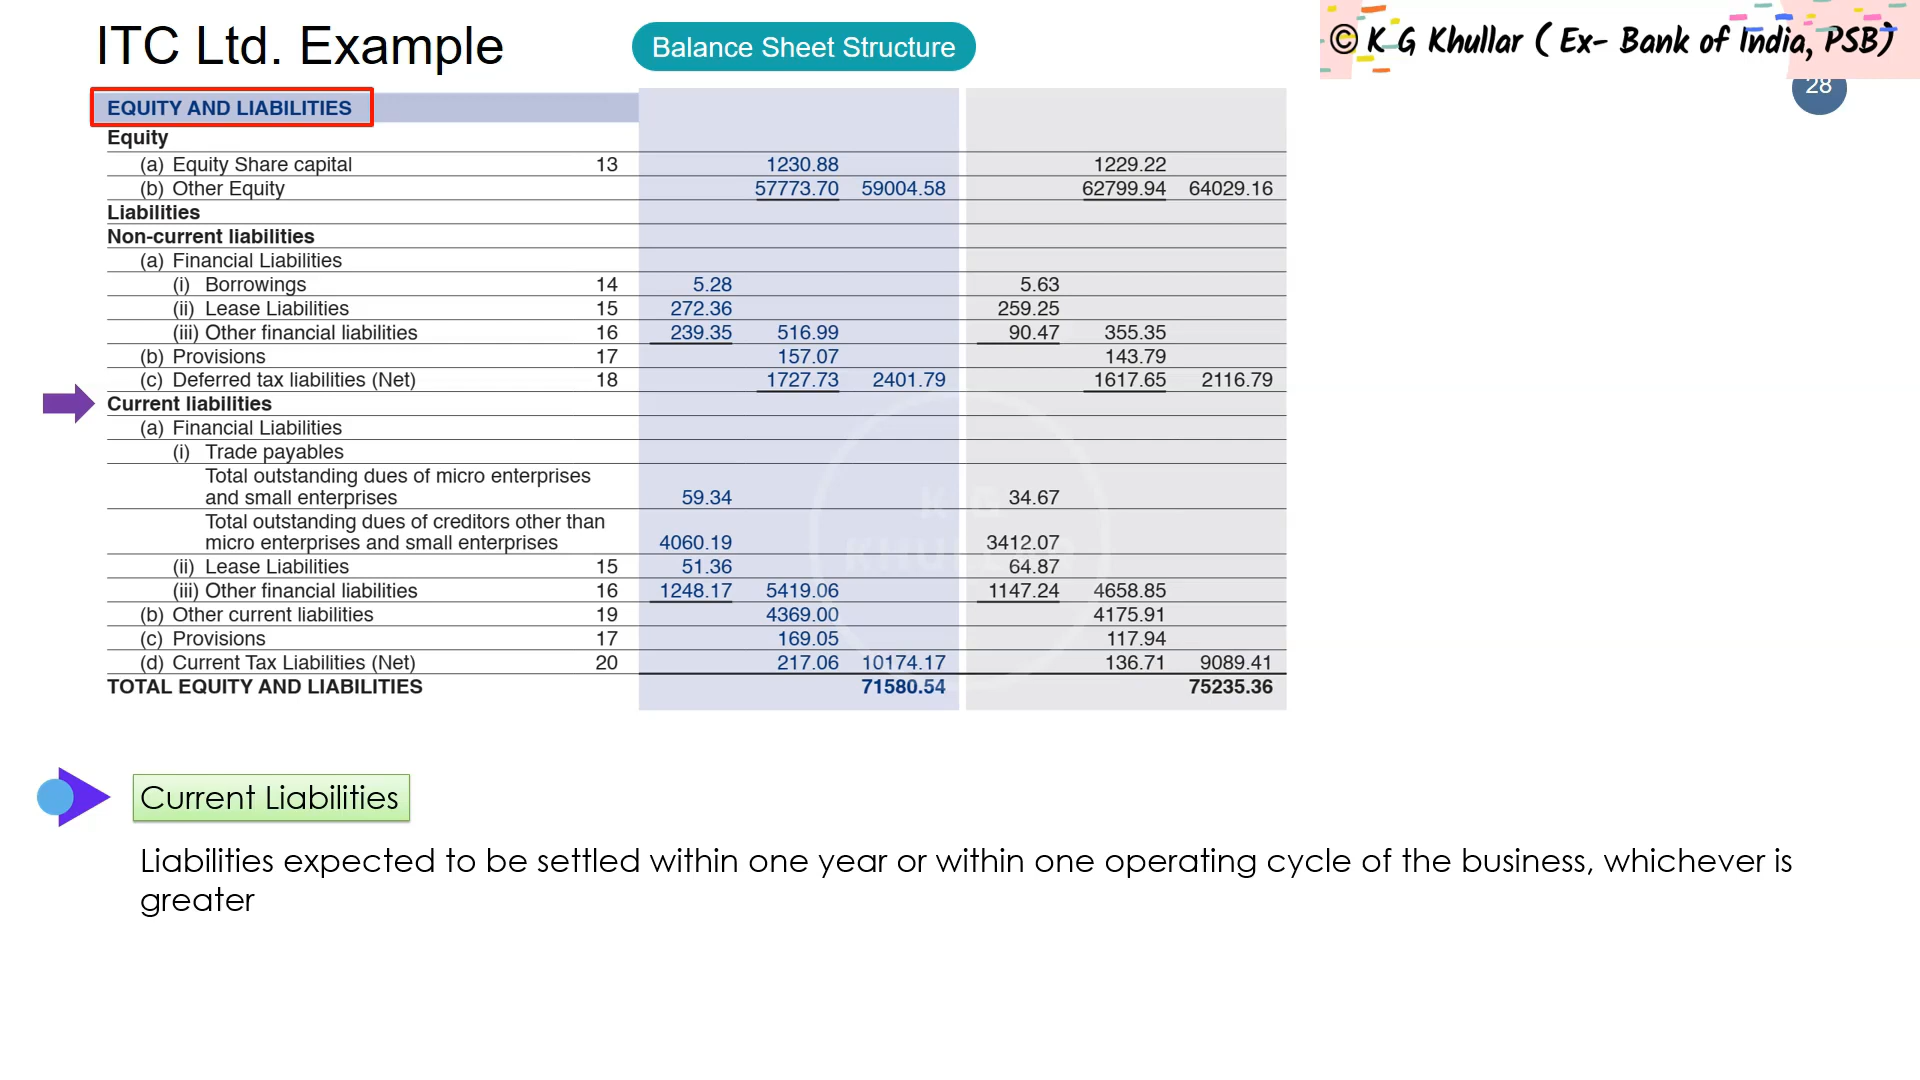 ITC Ltd. Example
Balance Sheet Structure
© K G Khullar ( Ex- Bank of India, PSB)
28
EQUITY AND LIABILITIES
Equity
(a) Equity Share capital 13 1230.88 1229.22
(b) Other Equity 57773.70 59004.58 62799.94 64029.16
Liabilities
Non-current liabilities
(a) Financial Liabilities
(i) Borrowings 14 5.28 5.63
(ii) Lease Liabilities 15 272.36 259.25
(iii) Other financial liabilities 16 239.35 516.99 90.47 355.35
(b) Provisions 17 157.07 143.79
(c) Deferred tax liabilities (Net) 18 1727.73 2401.79 1617.65 2116.79
Current liabilities
(a) Financial Liabilities
(i) Trade payables
Total outstanding dues of micro enterprises
and small enterprises 59.34 34.67
Total outstanding dues of creditors other than
micro enterprises and small enterprises 4060.19 3412.07
(ii) Lease Liabilities 15 51.36 64.87
(iii) Other financial liabilities 16 1248.17 5419.06 1147.24 4658.85
(b) Other current liabilities 19 4369.00 4175.91
(c) Provisions 17 169.05 117.94
(d) Current Tax Liabilities (Net) 20 217.06 10174.17 136.71 9089.41
TOTAL EQUITY AND LIABILITIES 71580.54 75235.36
K G
KHULLAR
Current Liabilities
Liabilities expected to be settled within one year or within one operating cycle of the business, whichever is
greater